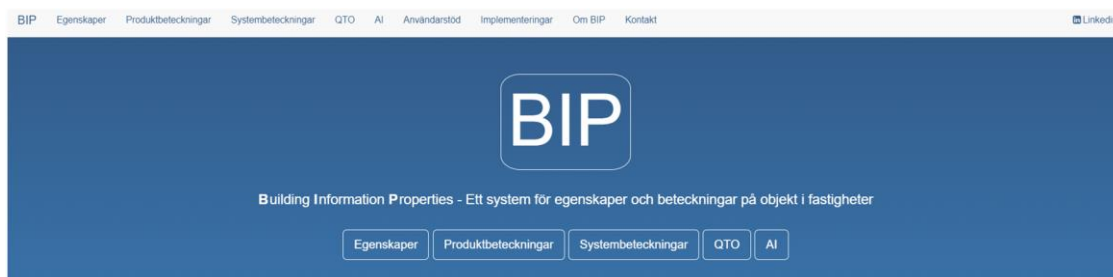 BIP Egenskaper Produktbeteckningar Systembeteckningar QTO AI Användarstöd Implementeringar Om BIP Kontakt Linkedi
BIP
Building Information Properties - Ett system för egenskaper och beteckningar på objekt i fastigheter
Egenskaper Produktbeteckningar Systembeteckningar QTO AI